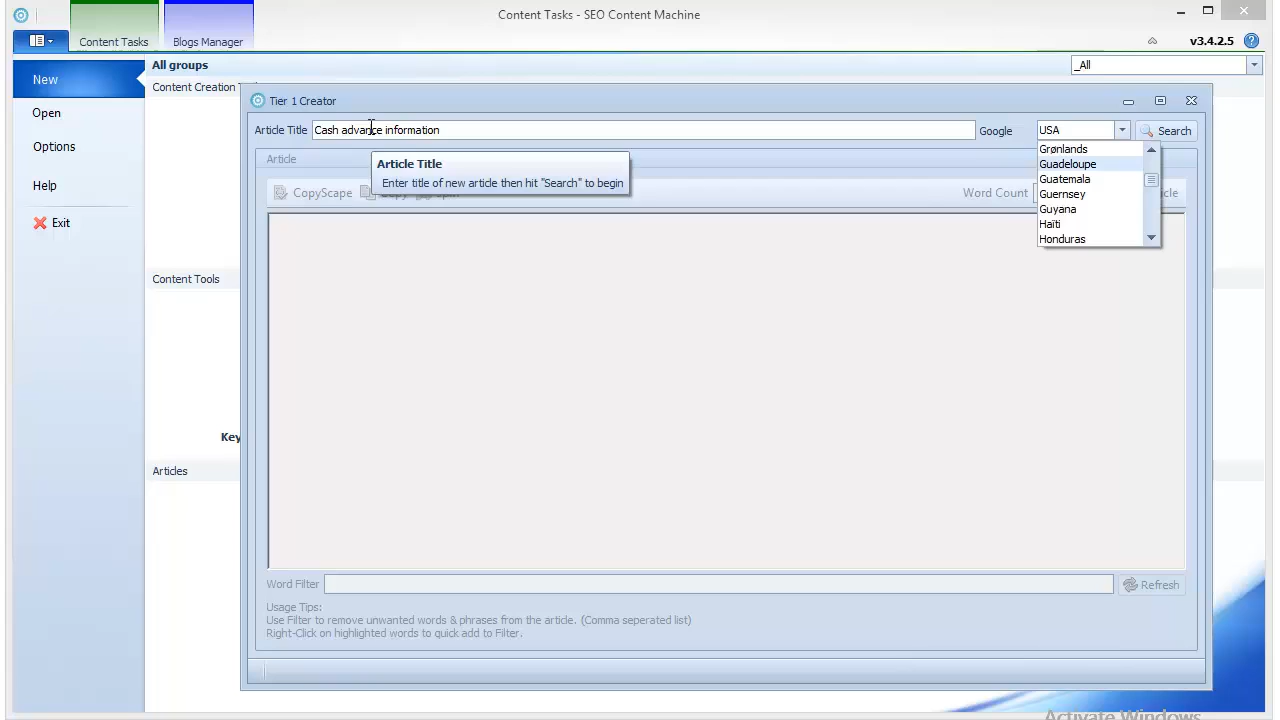 Content Tasks - SEO Content Machine
Content Tasks
Blogs Manager
v3.4.2.5
New
All groups
_All
Content Creation
Open
Options
Help
Exit
Tier 1 Creator
Article Title
Cash advance information
Google
USA
Search
Article
Grønlands
Guadeloupe
Guatemala
Guernsey
Guyana
Haïti
Honduras
Article Title
Enter title of new article then hit "Search" to begin
CopyScape
Word Count
Content Tools
Key
Articles
Word Filter
Refresh
Usage Tips:
Use Filter to remove unwanted words & phrases from the article. (Comma seperated list)
Right-Click on highlighted words to quick add to Filter.
Activate Windows